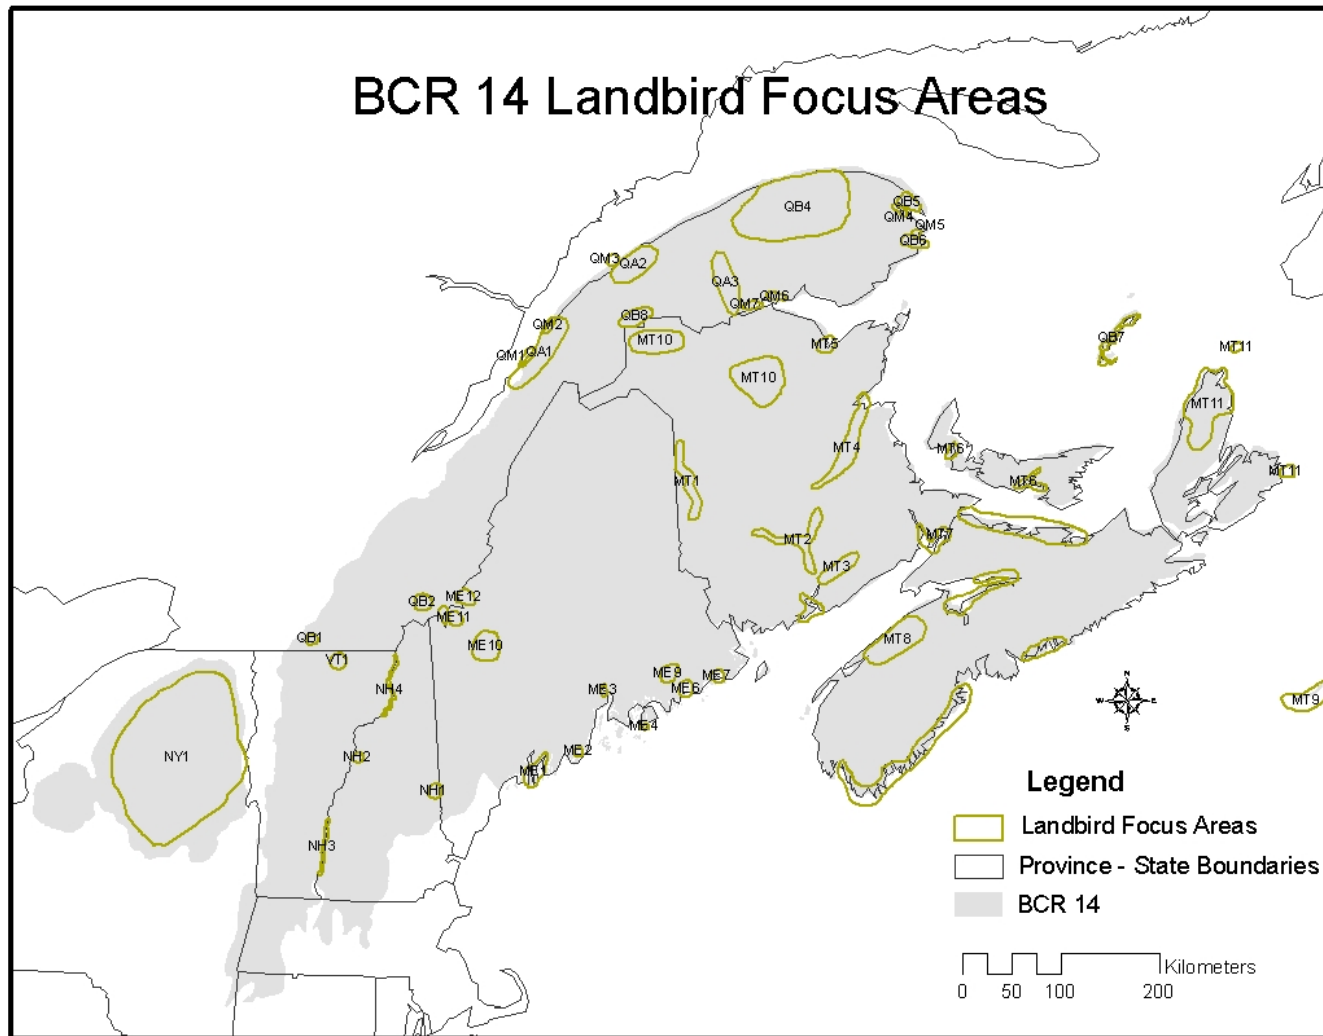 BCR 14 Landbird Focus Areas
QB4
QB5
QM4
QM5
QB6
QM3
QA2
QA3
QM7
QM6
QB8
QM2
QM1
QA1
MT10
MT5
MT10
QB7
MT11
MT11
MT11
MT4
MT6
MT6
MT1
MT2
MT3
MT7
MT8
MT9
QB2
ME12
ME11
ME10
QB1
VT1
NH4
ME9
ME7
ME6
ME3
ME4
ME2
ME1
NY1
NH2
NH1
NH3
N
W E
S
Legend
Landbird Focus Areas
Province - State Boundaries
BCR 14
Kilometers
0 50 100 200